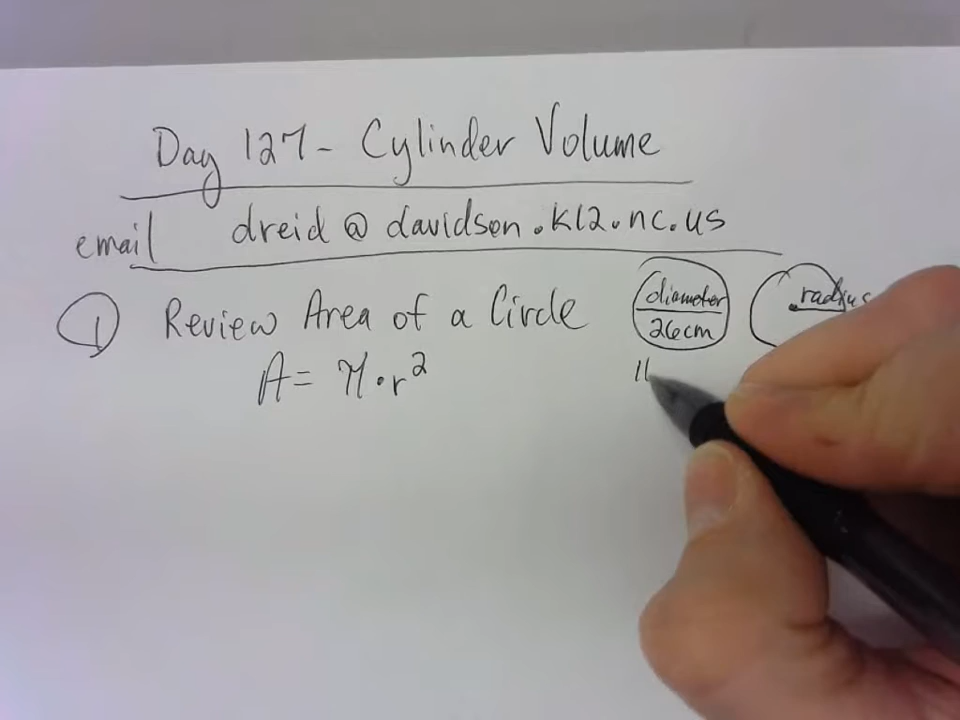 Day 127 - Cylinder Volume
email dreid @ davidson.k12.nc.us
① Review Area of a Circle
A = π · r²
diameter
26cm
radius
11